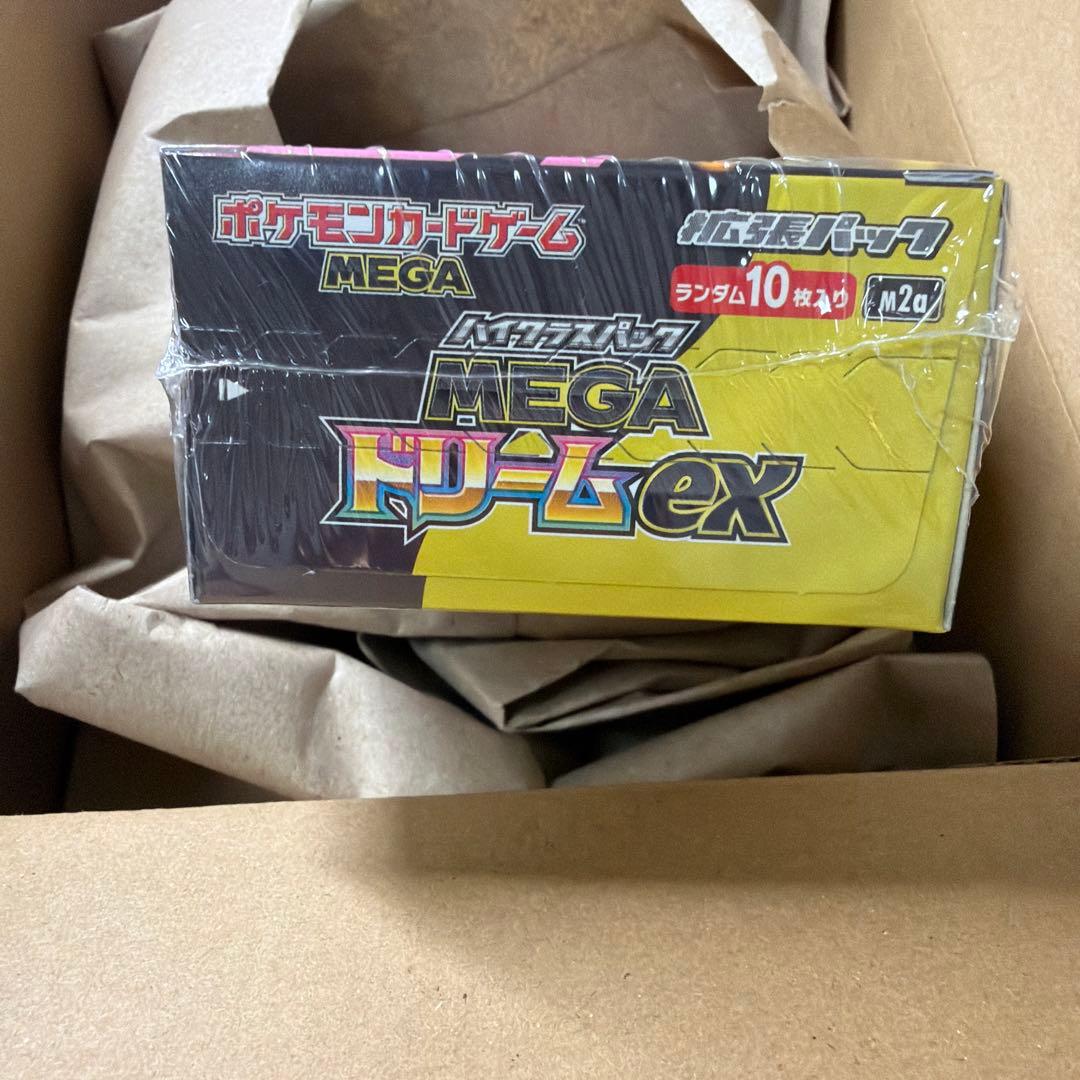 ポケモンカードゲーム
MEGA
拡張パック
ランダム10枚入り
M2a
ハイクラスパック
MEGA
ドリームex